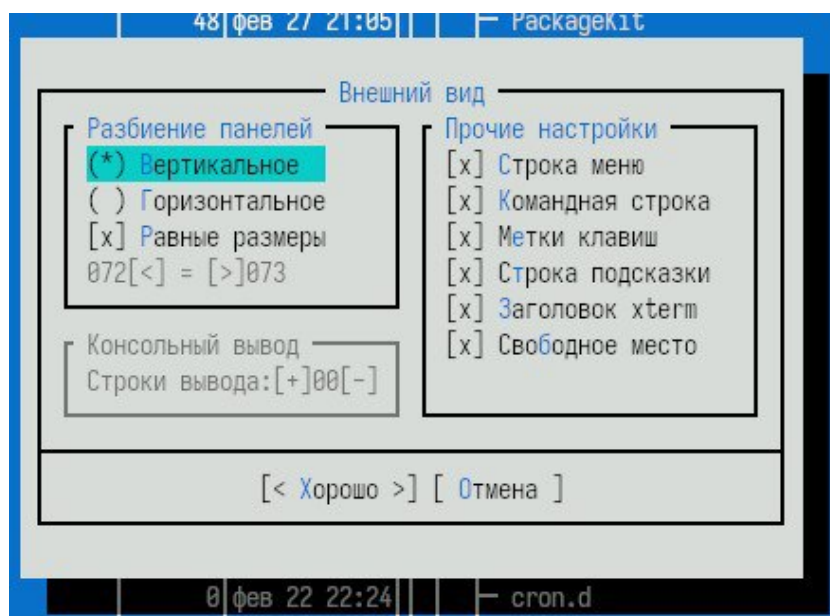 48 фев 27 21:05 ├─ PackageKit
Внешний вид
Разбиение панелей
(*) Вертикальное
( ) Горизонтальное
[x] Равные размеры
072[<] = [>]073
Консольный вывод
Строки вывода:[+]00[-]
Прочие настройки
[x] Строка меню
[x] Командная строка
[x] Метки клавиш
[x] Строка подсказки
[x] Заголовок xterm
[x] Свободное место
[< Хорошо >] [ Отмена ]
0 фев 22 22:24 ├─ cron.d